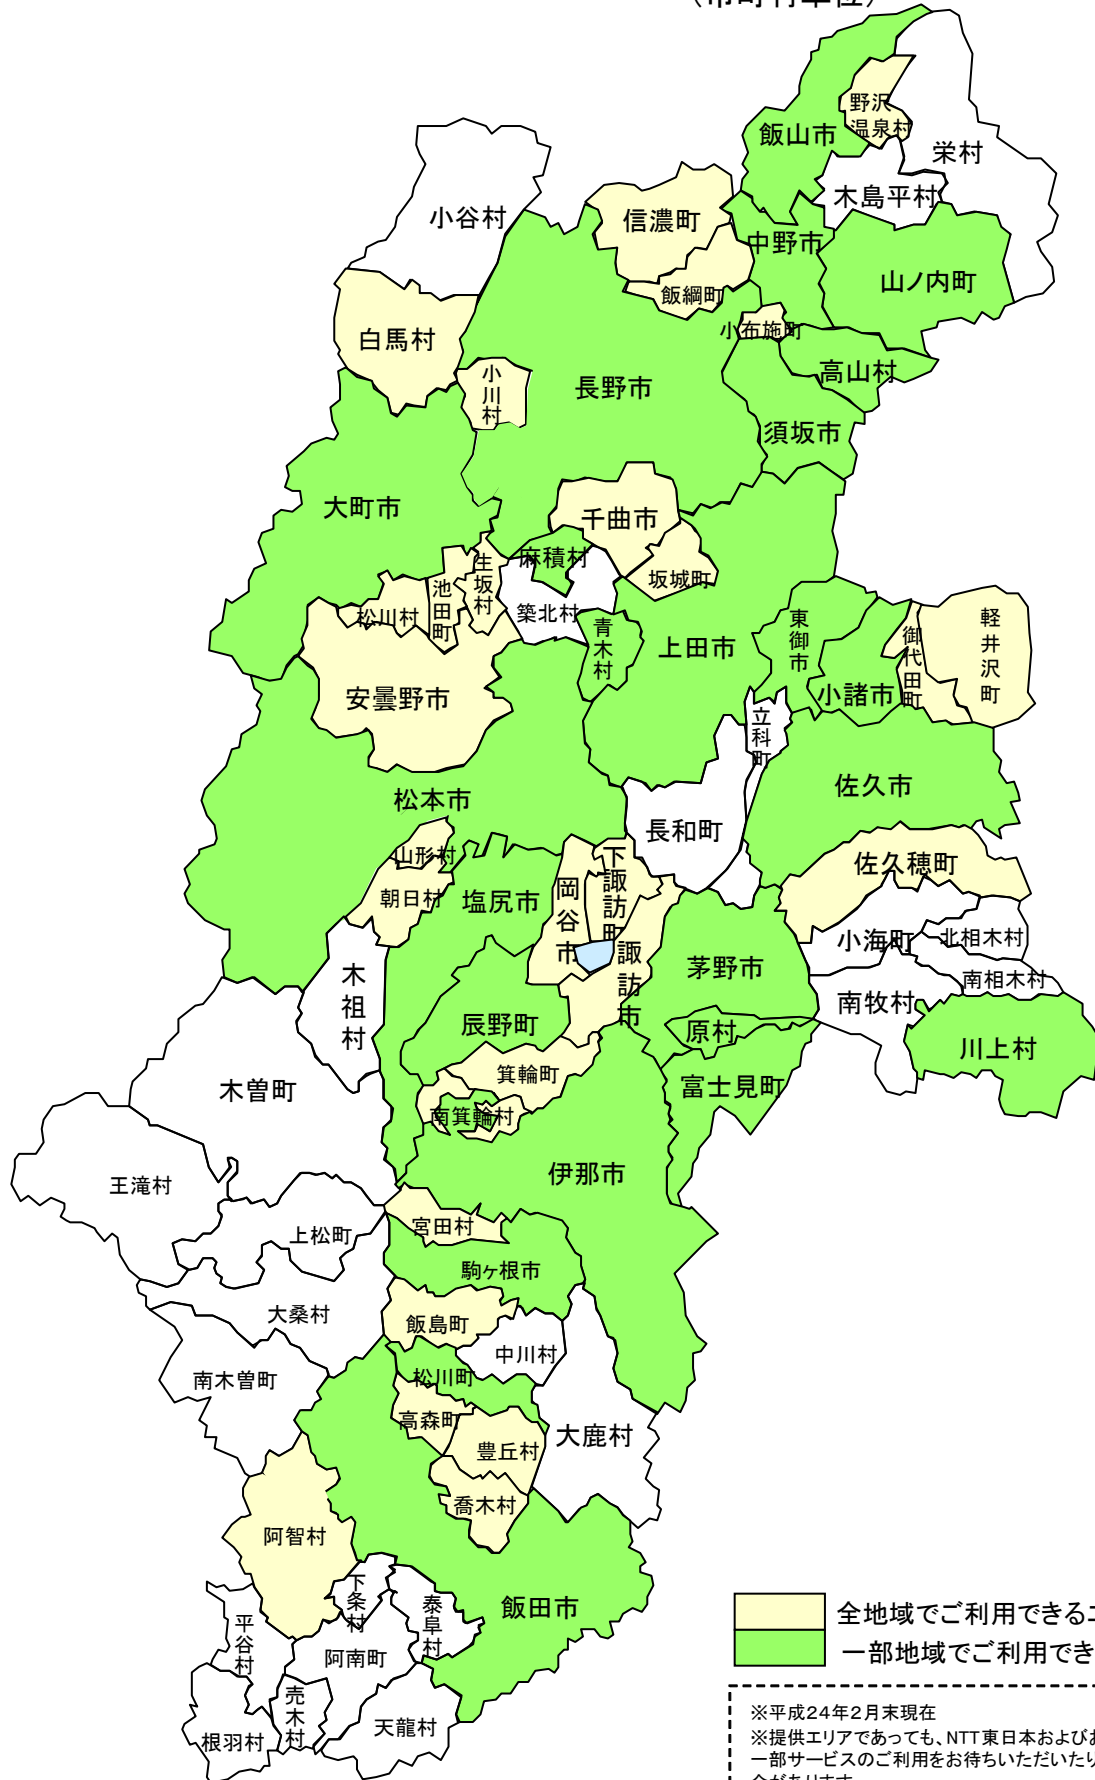 (市町村単位)
野沢
温泉村
飯山市
栄村
木島平村
小谷村
信濃町
中野市
山ノ内町
飯綱町
小布施町
白馬村
高山村
小川村
長野市
須坂市
大町市
千曲市
麻積村
坂城町
生坂村
池田町
松川村
築北村
青木村
上田市
東御市
御代田町
軽井沢町
小諸市
安曇野市
立科町
佐久市
松本市
長和町
山形村
下諏訪町
佐久穂町
朝日村
塩尻市
岡谷市
諏訪市
小海町
北相木村
木祖村
茅野市
南相木村
南牧村
辰野町
原村
川上村
箕輪町
木曽町
富士見町
南箕輪村
伊那市
王滝村
宮田村
上松町
駒ヶ根市
大桑村
飯島町
中川村
南木曽町
松川町
高森町
大鹿村
豊丘村
喬木村
阿智村
下条村
泰阜村
飯田市
平谷村
阿南町
売木村
天龍村
根羽村
全地域でご利用できる
一部地域でご利用でき
※平成24年2月末現在
※提供エリアであっても、NTT東日本および
一部サービスのご利用をお待ちいただいたり
合があります